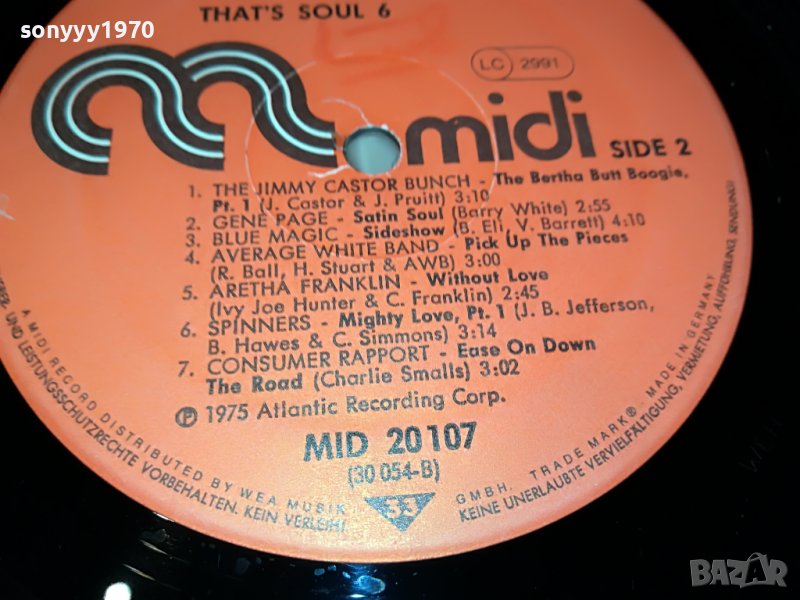 sonyyy1970
THAT'S SOUL 6
LC 2991
midi
SIDE 2
1. THE JIMMY CASTOR BUNCH - The Bertha Butt Boogie,
Pt. 1 (J. Castor & J. Pruitt) 3:10
2. GENE PAGE - Satin Soul (Barry White) 2:55
3. BLUE MAGIC - Sideshow (B. Eli, V. Barrett) 4:10
4. AVERAGE WHITE BAND - Pick Up The Pieces
(R. Ball, H. Stuart & AWB) 3:00
5. ARETHA FRANKLIN - Without Love
(Ivy Joe Hunter & C. Franklin) 2:45
6. SPINNERS - Mighty Love, Pt. 1 (J. B. Jefferson,
B. Hawes & C. Simmons) 3:14
7. CONSUMER RAPPORT - Ease On Down
The Road (Charlie Smalls) 3:02
℗ 1975 Atlantic Recording Corp.
MID 20107
(30 054-B)
33
A MIDI RECORD DISTRIBUTED BY WEA MUSIK GMBH. TRADE MARK® MADE IN GERMANY
UND LEISTUNGSSCHUTZRECHTE VORBEHALTEN. KEIN VERLEIH! KEINE UNERLAUBTE VERVIELFÄLTIGUNG, VERMIETUNG, AUFFÜHRUNG, SENDUNG!
BAZAR